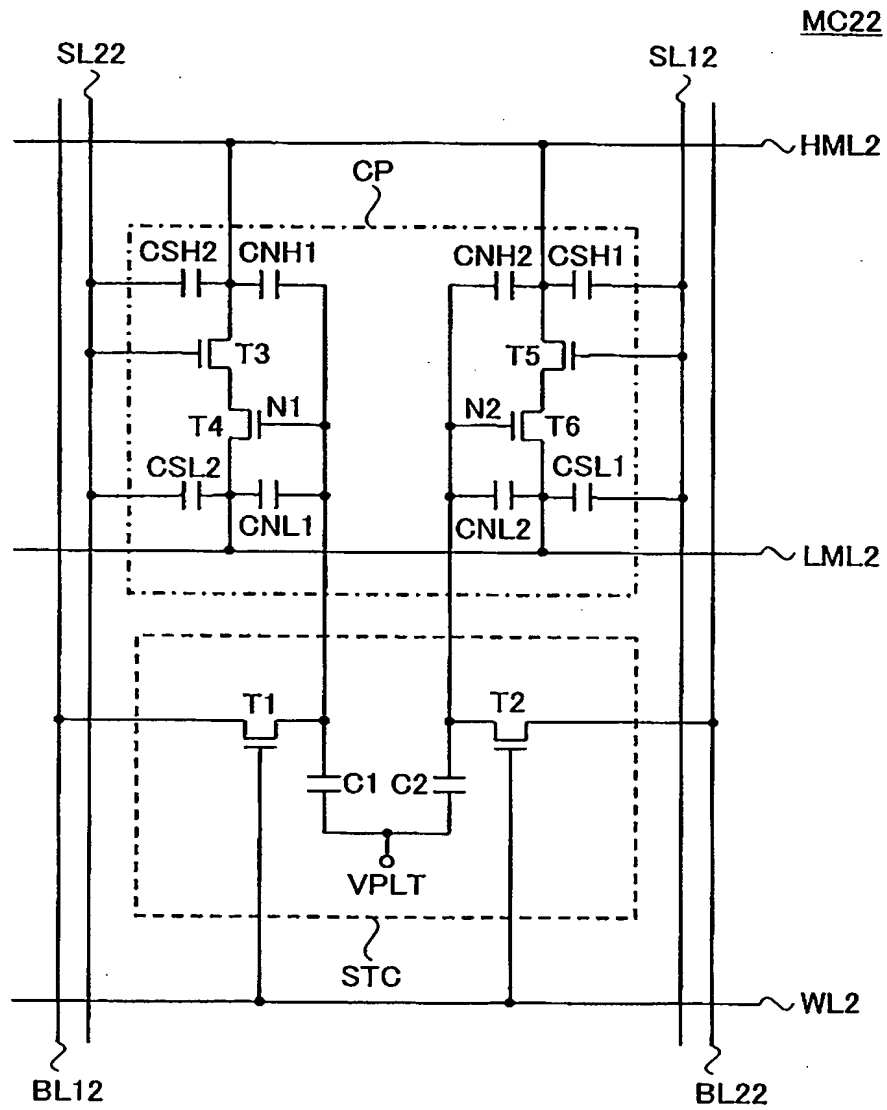 MC22
SL22
SL12
HML2
CP
CSH2 CNH1
CNH2 CSH1
T3
T5
N1
N2
T4
T6
CSL2
CSL1
CNL1
CNL2
LML2
T1
T2
C1
C2
VPLT
STC
WL2
BL12
BL22